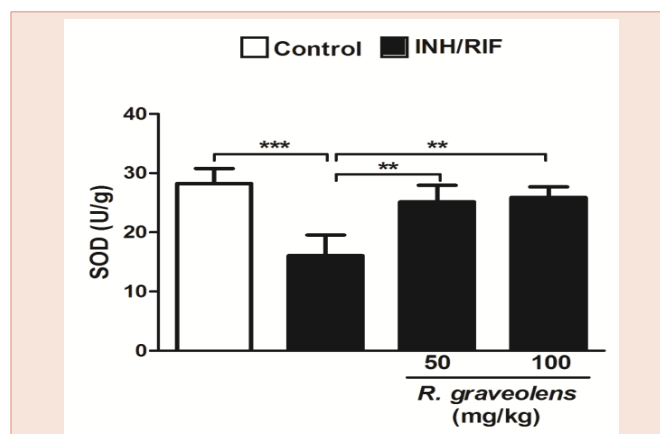 Control INH/RIF
***
**
**
40
30
20
10
0
SOD (U/g)
50 100
R. graveolens
(mg/kg)